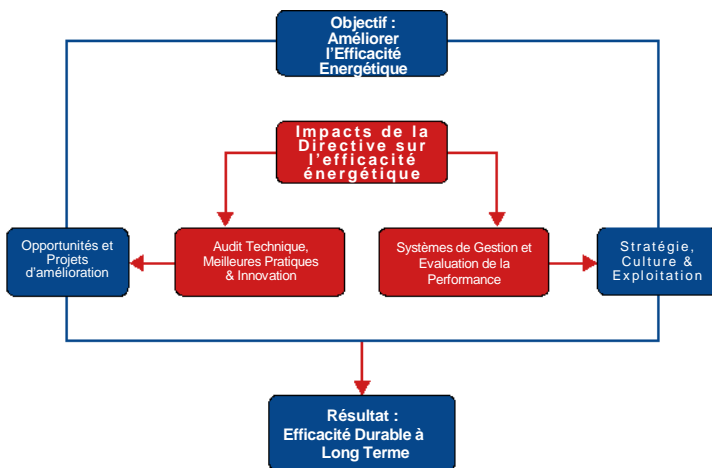 Objectif :
Améliorer
l'Efficacité
Energétique
Impacts de la
Directive sur
l'efficacité
énergétique
Opportunités et
Projets
d'amélioration
Audit Technique,
Meilleures Pratiques
& Innovation
Systèmes de Gestion et
Evaluation de la
Performance
Stratégie,
Culture &
Exploitation
Résultat :
Efficacité Durable à
Long Terme